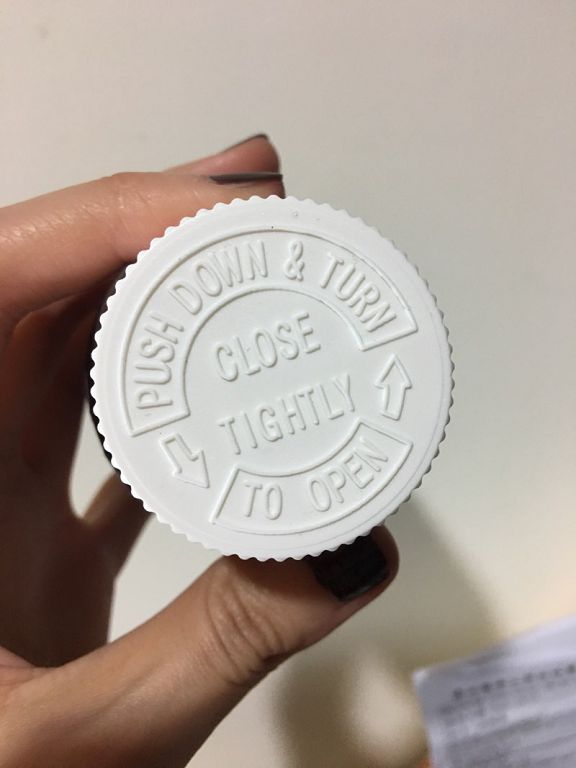 PUSH DOWN & TURN
CLOSE
TIGHTLY
TO OPEN